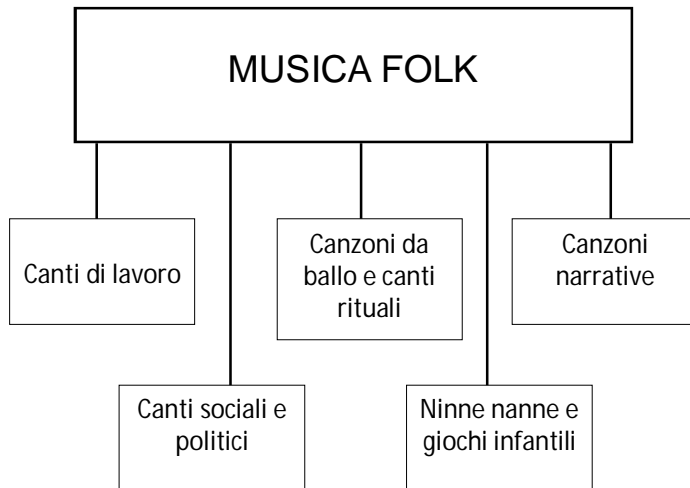 MUSICA FOLK
Canti di lavoro
Canzoni da
ballo e canti
rituali
Canzoni
narrative
Canti sociali e
politici
Ninne nanne e
giochi infantili